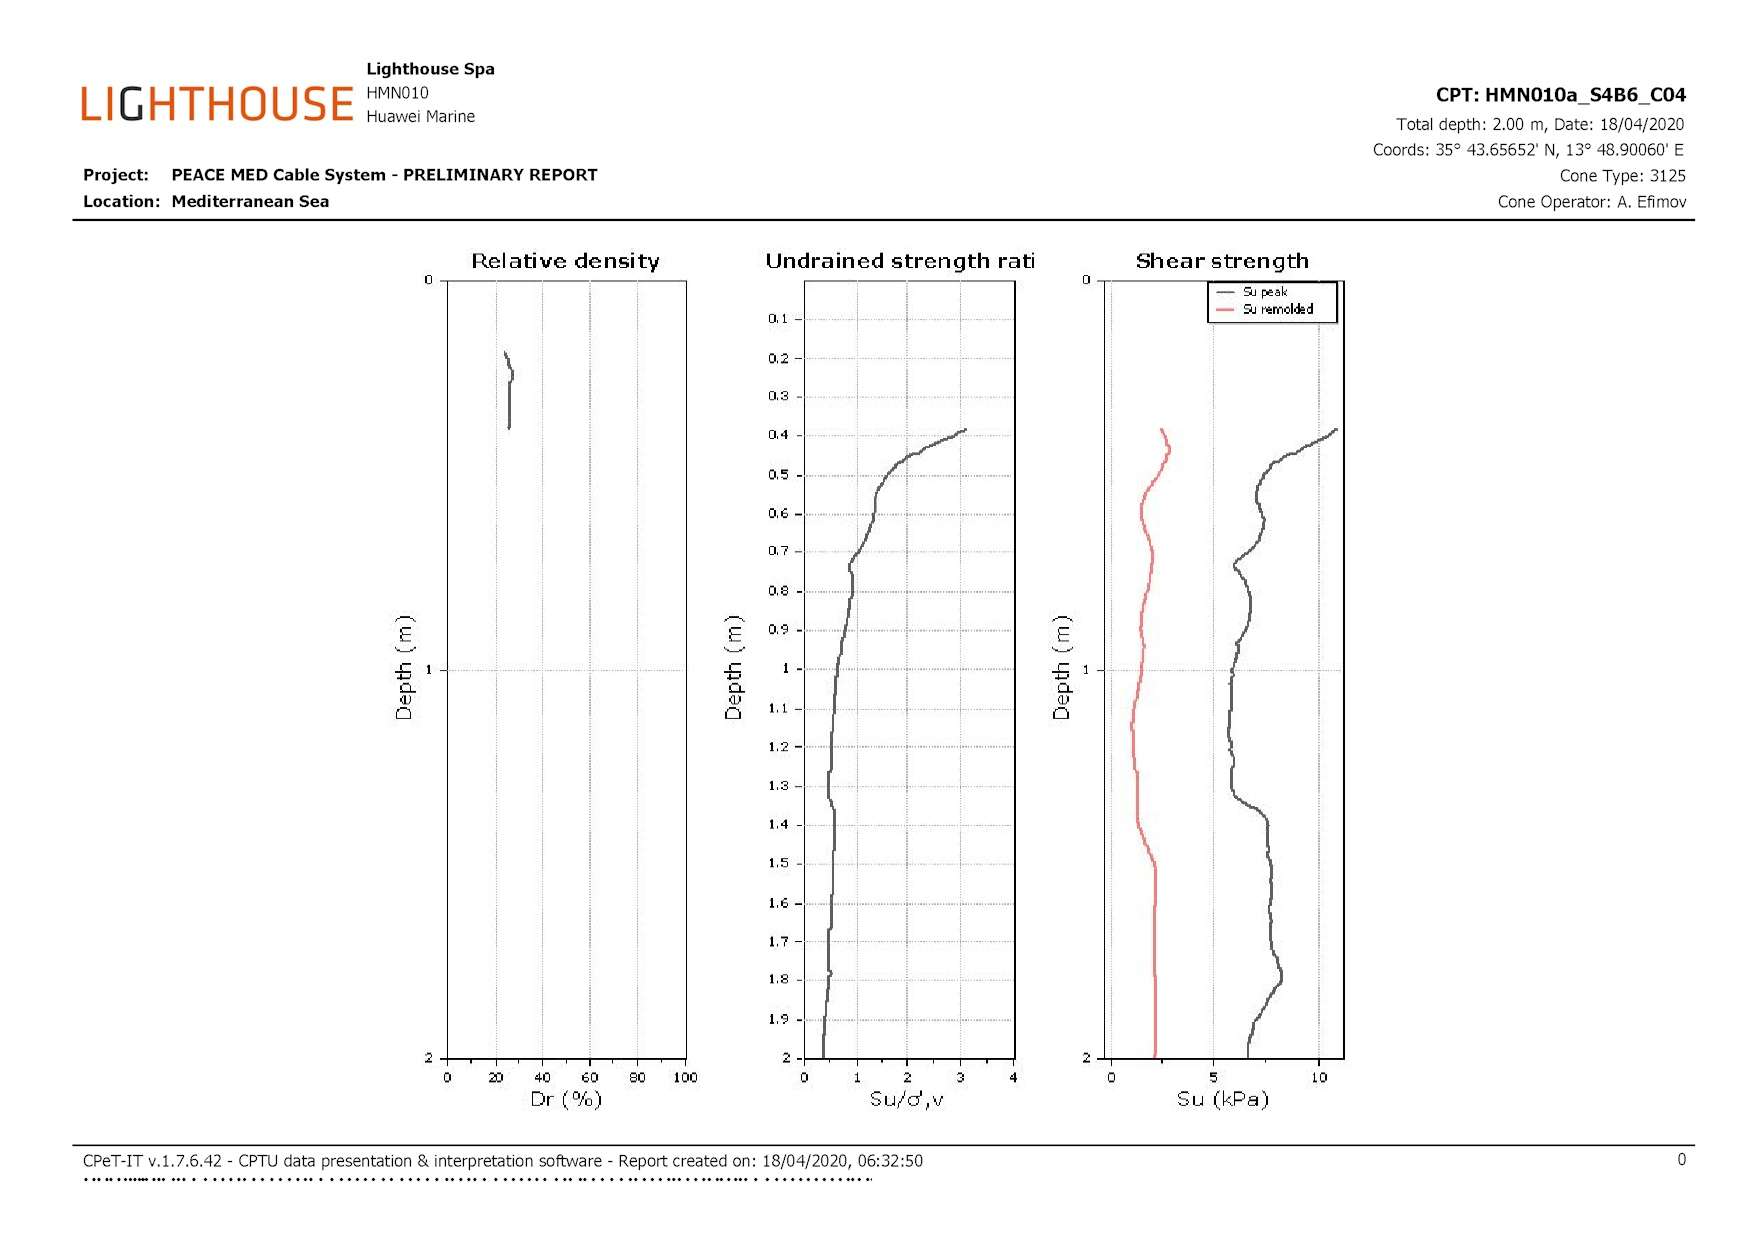 LIGHTHOUSE
Lighthouse Spa
HMN010
Huawei Marine
CPT: HMN010a_S4B6_C04
Total depth: 2.00 m, Date: 18/04/2020
Coords: 35° 43.65652' N, 13° 48.90060' E
Cone Type: 3125
Cone Operator: A. Efimov
Project: PEACE MED Cable System - PRELIMINARY REPORT
Location: Mediterranean Sea
Relative density
0
1
2
Depth (m)
0 20 40 60 80 100
Dr (%)
Undrained strength rati
0.1
0.2
0.3
0.4
0.5
0.6
0.7
0.8
0.9
1
1.1
1.2
1.3
1.4
1.5
1.6
1.7
1.8
1.9
2
Depth (m)
0 1 2 3 4
Su/σ',v
Shear strength
Su peak
Su remolded
0
1
2
Depth (m)
0 5 10
Su (kPa)
CPeT-IT v.1.7.6.42 - CPTU data presentation & interpretation software - Report created on: 18/04/2020, 06:32:50
0